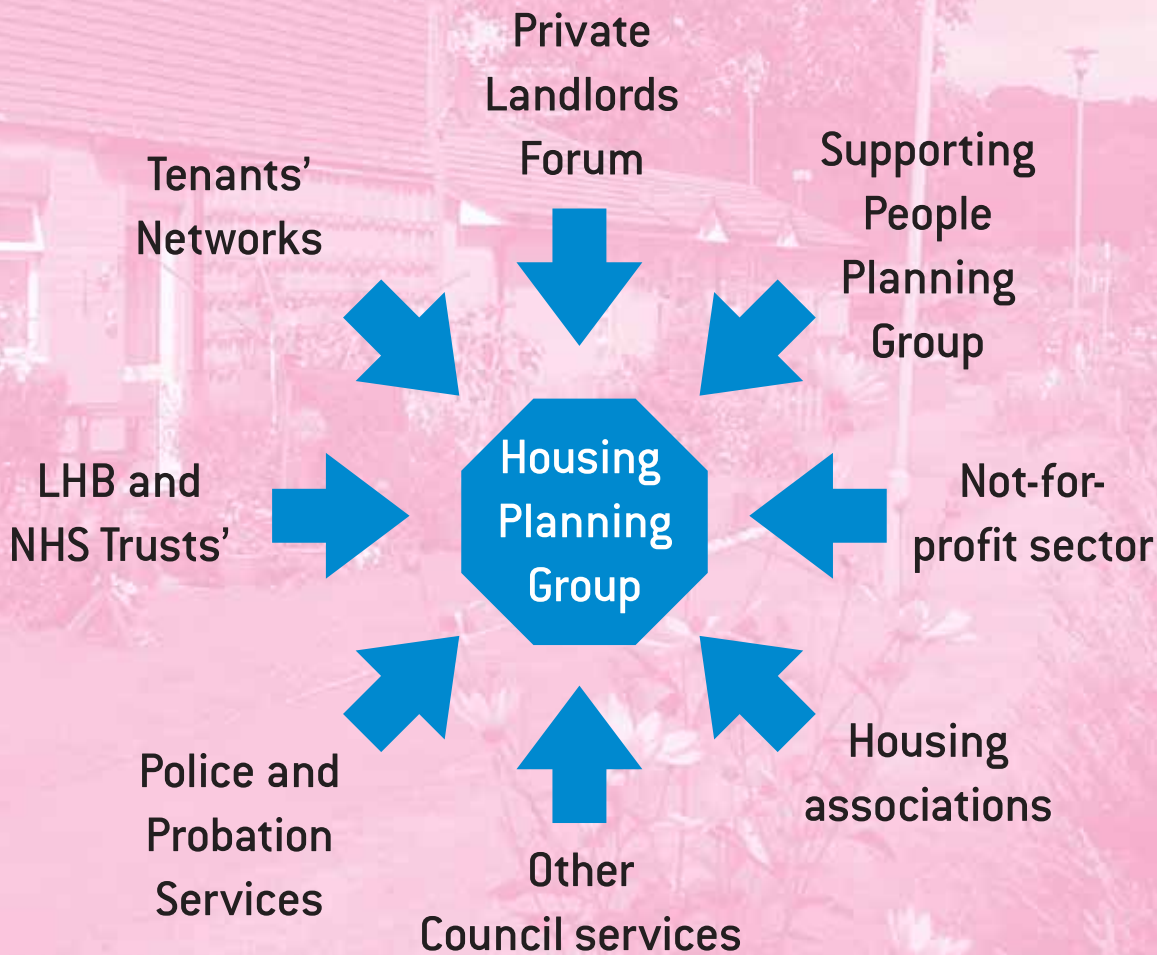 Private
Landlords
Forum
Supporting
People
Planning
Group
Tenants’
Networks
Housing
Planning
Group
LHB and
NHS Trusts’
Not-for-
profit sector
Housing
associations
Police and
Probation
Services
Other
Council services